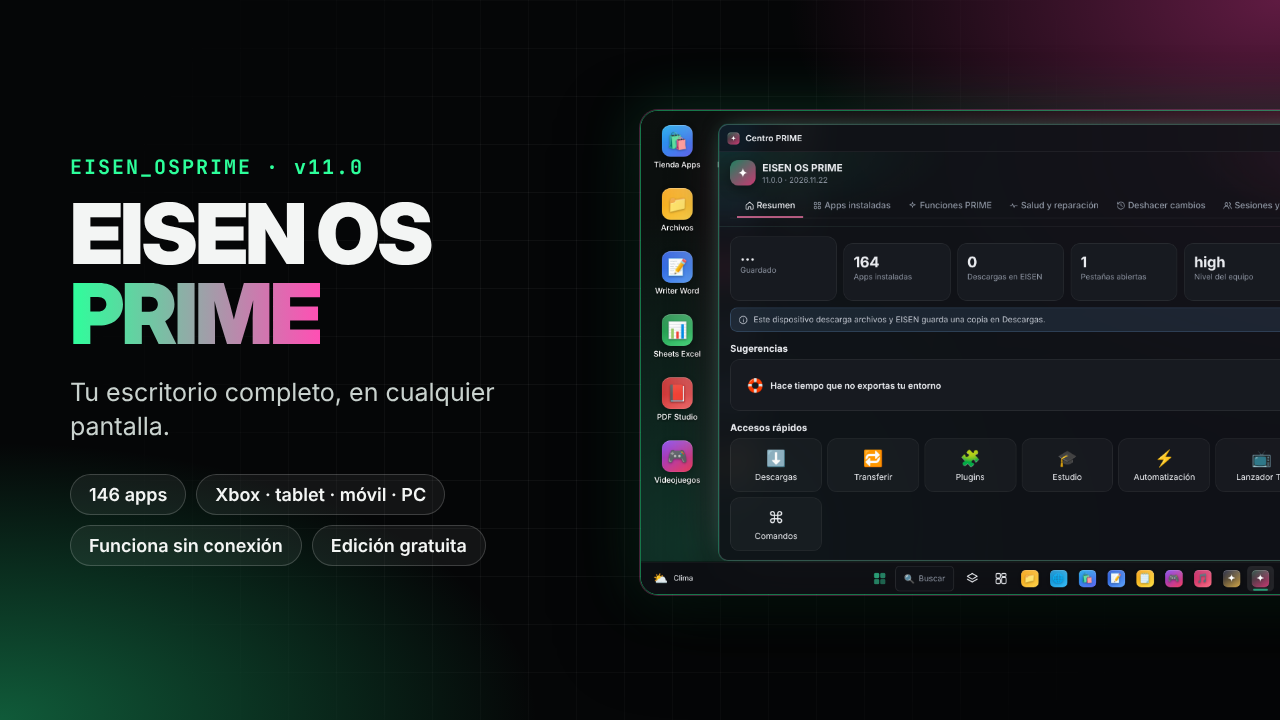 EISEN_OSPRIME · v11.0
EISEN OS
PRIME
Tu escritorio completo, en cualquier
pantalla.
146 apps
Xbox · tablet · móvil · PC
Funciona sin conexión
Edición gratuita
Tienda Apps
Archivos
Writer Word
Sheets Excel
PDF Studio
Videojuegos
Centro PRIME
EISEN OS PRIME
11.0.0 · 2026.11.22
Resumen
Apps instaladas
Funciones PRIME
Salud y reparación
Deshacer cambios
Sesiones y
...
Guardado
164
Apps instaladas
0
Descargas en EISEN
1
Pestañas abiertas
high
Nivel del equipo
Este dispositivo descarga archivos y EISEN guarda una copia en Descargas.
Sugerencias
Hace tiempo que no exportas tu entorno
Accesos rápidos
Descargas
Transferir
Plugins
Estudio
Automatización
Lanzador
Comandos
Clima
Buscar